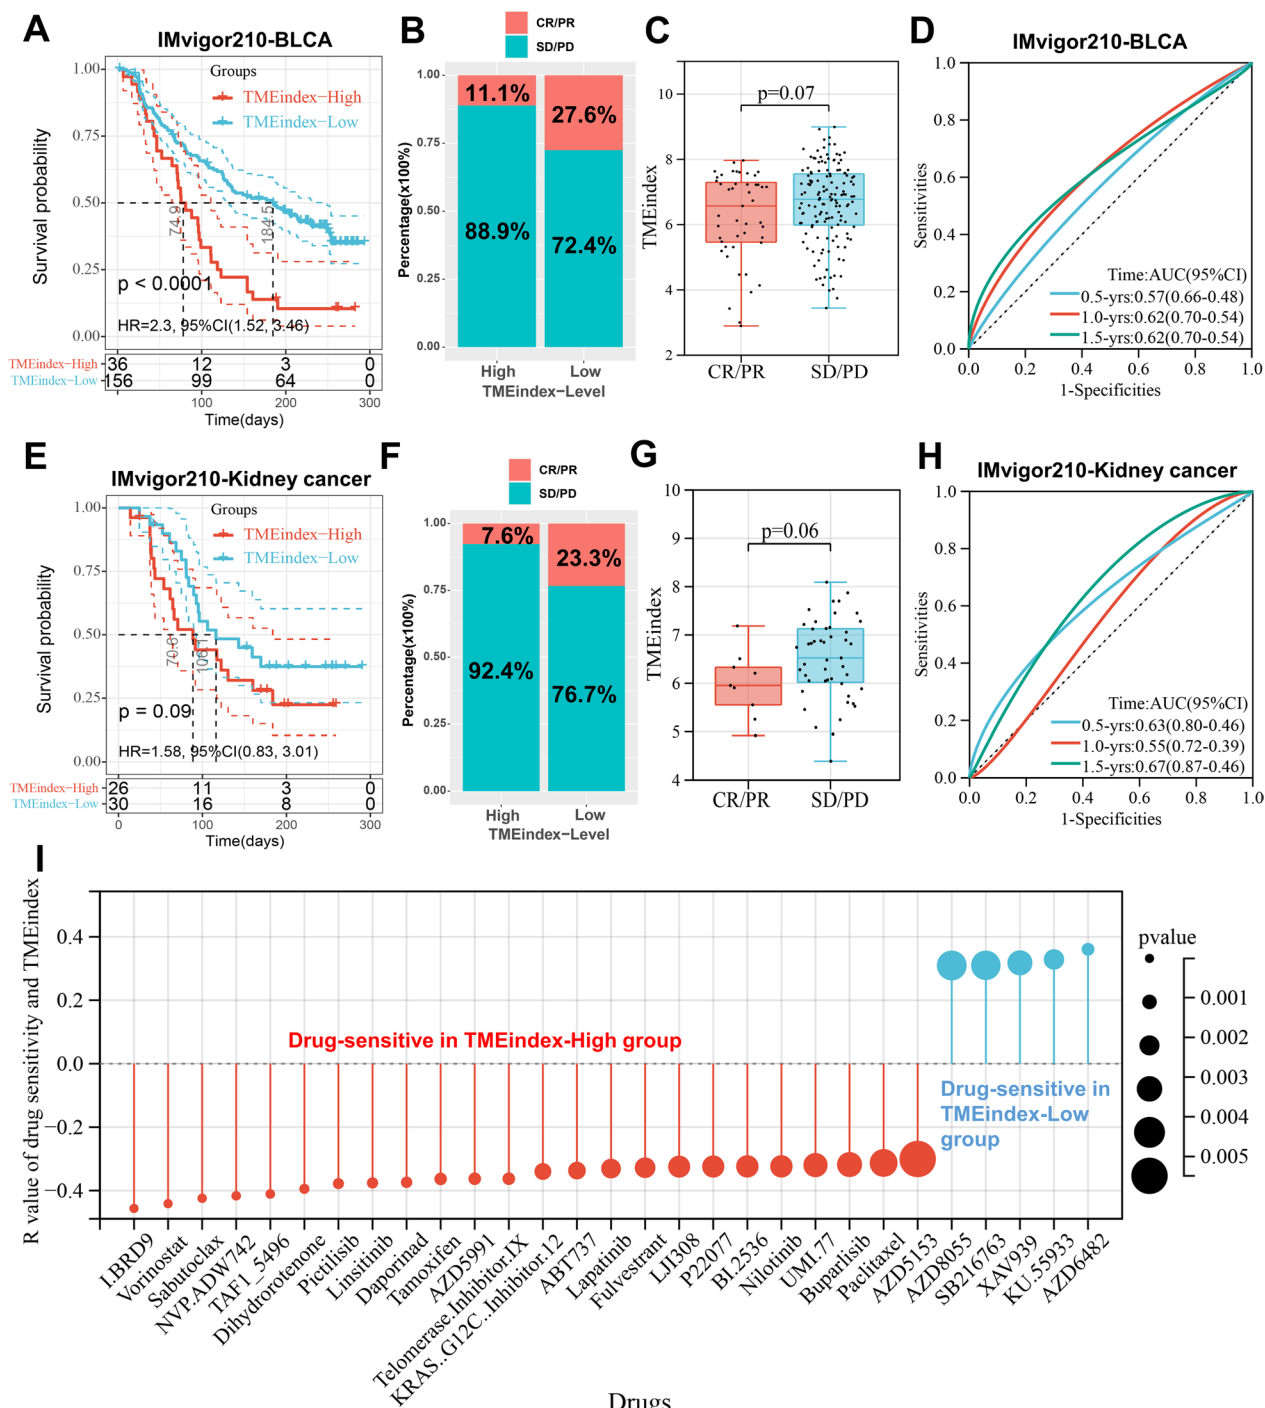 A
IMvigor210-BLCA
Groups
TMEindex-High
TMEindex-Low
Survival probability
1.00
0.75
0.50
0.25
0.00
74.9
184.5
p < 0.0001
HR=2.3, 95%CI(1.52, 3.46)
TMEindex-High 36 12 3 0
TMEindex-Low 156 99 64 0
100 200 300
Time(days)
B
CR/PR
SD/PD
Percentage(x100%)
1.00
0.75
0.50
0.25
0.00
11.1%
27.6%
88.9%
72.4%
High Low
TMEindex-Level
C
TMEindex
10
8
6
4
2
p=0.07
CR/PR SD/PD
D
IMvigor210-BLCA
Sensitivities
1.0
0.8
0.6
0.4
0.2
0.0
Time:AUC(95%CI)
0.5-yrs:0.57(0.66-0.48)
1.0-yrs:0.62(0.70-0.54)
1.5-yrs:0.62(0.70-0.54)
0.0 0.2 0.4 0.6 0.8 1.0
1-Specificities
E
IMvigor210-Kidney cancer
Groups
TMEindex-High
TMEindex-Low
Survival probability
1.00
0.75
0.50
0.25
0.00
p = 0.09
HR=1.58, 95%CI(0.83, 3.01)
TMEindex-High 26 11 3 0
TMEindex-Low 30 16 8 0
0 100 200 300
Time(days)
F
CR/PR
SD/PD
Percentage(x100%)
1.00
0.75
0.50
0.25
0.00
7.6%
23.3%
92.4%
76.7%
High Low
TMEindex-Level
G
TMEindex
10
9
8
7
6
5
4
p=0.06
CR/PR SD/PD
H
IMvigor210-Kidney cancer
Sensitivities
1.0
0.8
0.6
0.4
0.2
0.0
Time:AUC(95%CI)
0.5-yrs:0.63(0.80-0.46)
1.0-yrs:0.55(0.72-0.39)
1.5-yrs:0.67(0.87-0.46)
0.0 0.2 0.4 0.6 0.8 1.0
1-Specificities
I
R value of drug sensitivity and TMEindex
0.4
0.2
0.0
−0.2
−0.4
Drug-sensitive in TMEindex-High group
Drug-sensitive in
TMEindex-Low
group
pvalue
0.001
0.002
0.003
0.004
0.005
I.BRD9
Vorinostat
Sabutoclax
NVP.ADW742
TAF1_5496
Dihydrorotenone
Pictilisib
Linsitinib
Daporinad
Tamoxifen
AZD5991
Telomerase.Inhibitor.IX
KRAS..G12C..Inhibitor.12
ABT737
Lapatinib
Fulvestrant
LJI308
P22077
BI.2536
Nilotinib
UMI.77
Buparlisib
Paclitaxel
AZD5153
AZD8055
SB216763
XAV939
KU.55933
AZD6482
Drugs